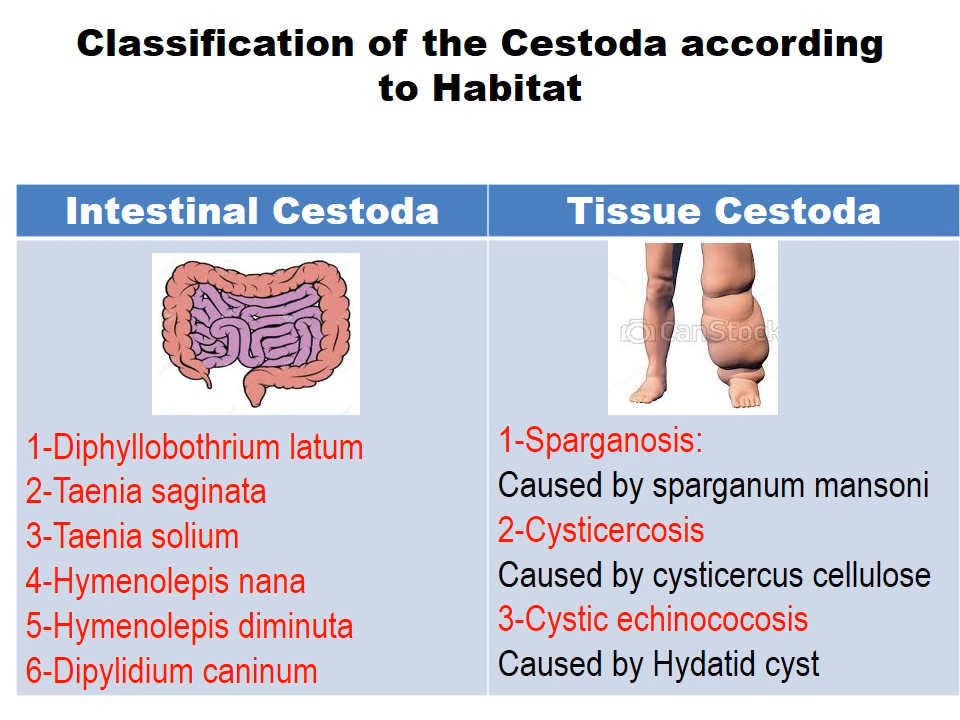 Classification of the Cestoda according
to Habitat
Intestinal Cestoda
Tissue Cestoda
CanStock
1-Diphyllobothrium latum
2-Taenia saginata
3-Taenia solium
4-Hymenolepis nana
5-Hymenolepis diminuta
6-Dipylidium caninum
1-Sparganosis:
Caused by sparganum mansoni
2-Cysticercosis
Caused by cysticercus cellulose
3-Cystic echinococosis
Caused by Hydatid cyst